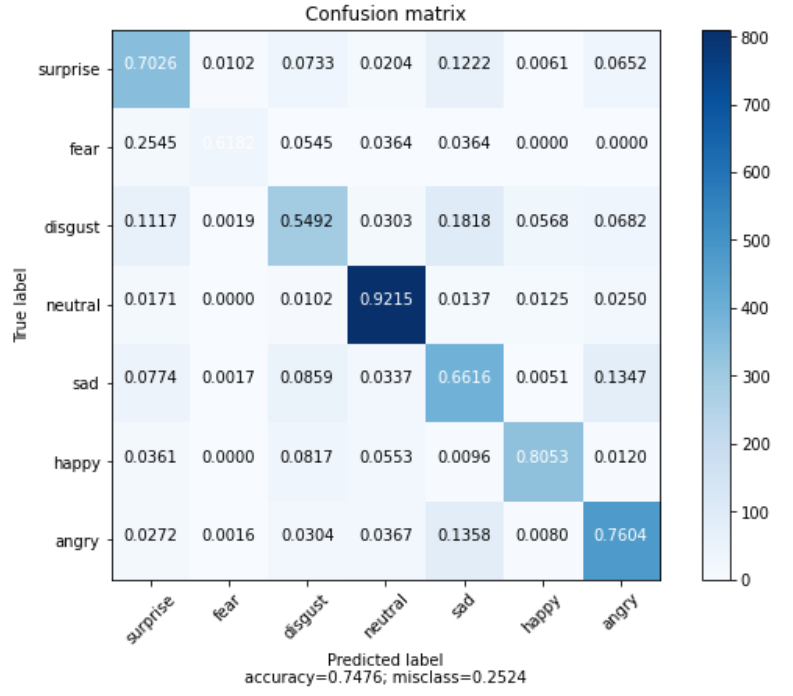 Confusion matrix
surprise 0.7026 0.0102 0.0733 0.0204 0.1222 0.0061 0.0652
fear 0.2545 0.6182 0.0545 0.0364 0.0364 0.0000 0.0000
disgust 0.1117 0.0019 0.5492 0.0303 0.1818 0.0568 0.0682
neutral 0.0171 0.0000 0.0102 0.9215 0.0137 0.0125 0.0250
sad 0.0774 0.0017 0.0859 0.0337 0.6616 0.0051 0.1347
happy 0.0361 0.0000 0.0817 0.0553 0.0096 0.8053 0.0120
angry 0.0272 0.0016 0.0304 0.0367 0.1358 0.0080 0.7604
True label
surprise fear disgust neutral sad happy angry
Predicted label
accuracy=0.7476; misclass=0.2524
800
700
600
500
400
300
200
100
0